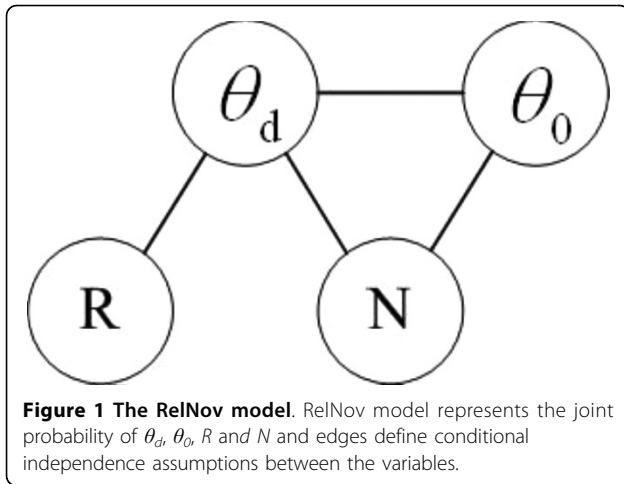 θd θ0
R N
Figure 1 The RelNov model. RelNov model represents the joint
probability of θd, θ0, R and N and edges define conditional
independence assumptions between the variables.